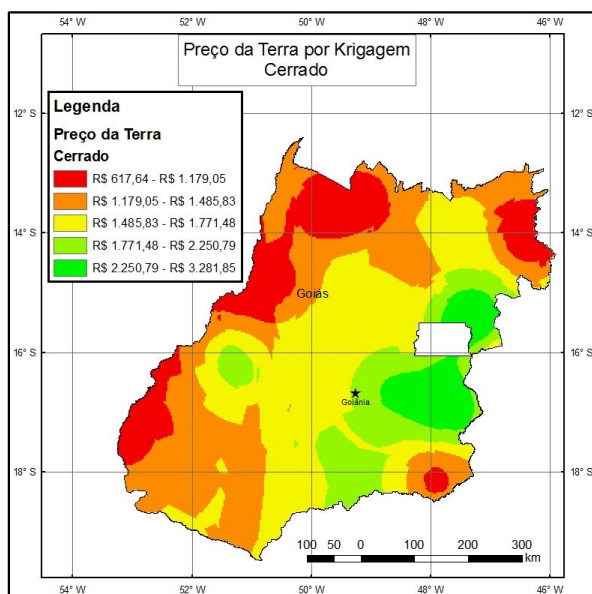 54° W 52° W 50° W 48° W 46° W
Preço da Terra por Krigagem
Cerrado
Legenda
Preço da Terra
Cerrado
R$ 617,64 - R$ 1.179,05
R$ 1.179,05 - R$ 1.485,83
R$ 1.485,83 - R$ 1.771,48
R$ 1.771,48 - R$ 2.250,79
R$ 2.250,79 - R$ 3.281,85
12° S 12° S
14° S 14° S
Goiás
16° S 16° S
Goiânia
18° S 18° S
100 50 0 100 200 300
km
54° W 52° W 50° W 48° W 46° W